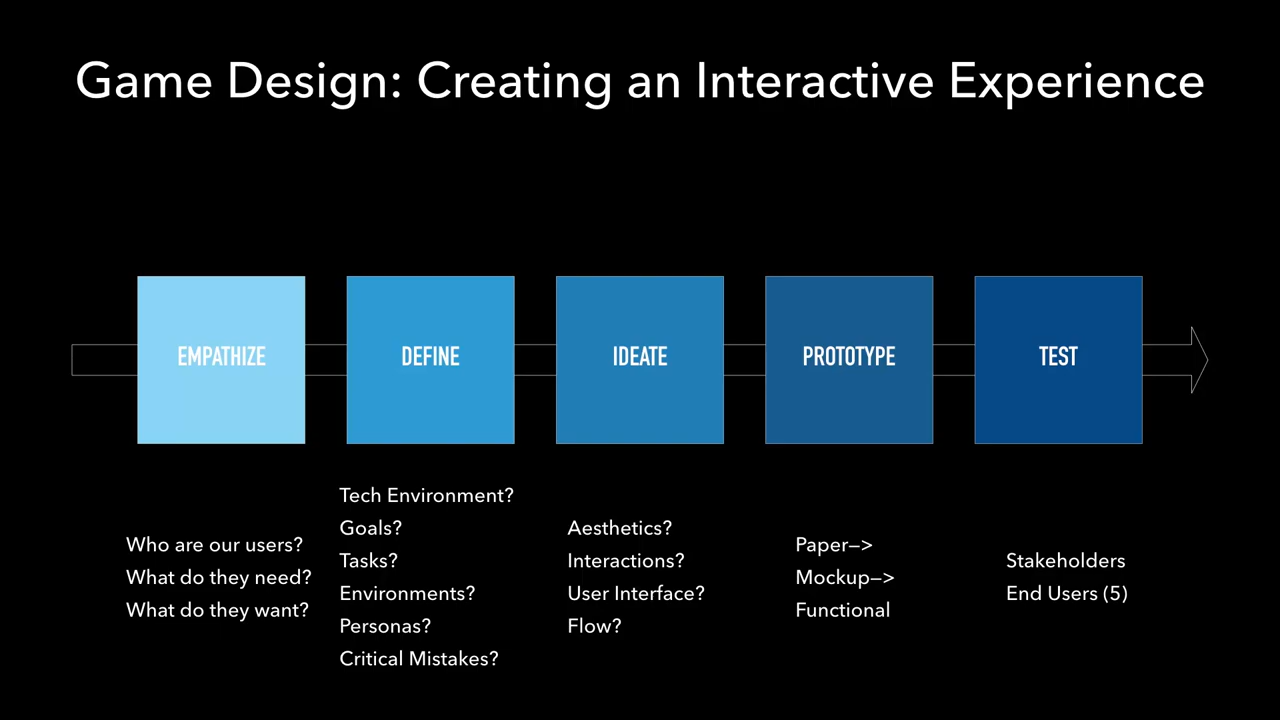 Game Design: Creating an Interactive Experience
EMPATHIZE
DEFINE
IDEATE
PROTOTYPE
TEST
Who are our users?
What do they need?
What do they want?
Tech Environment?
Goals?
Tasks?
Environments?
Personas?
Critical Mistakes?
Aesthetics?
Interactions?
User Interface?
Flow?
Paper—>
Mockup—>
Functional
Stakeholders
End Users (5)